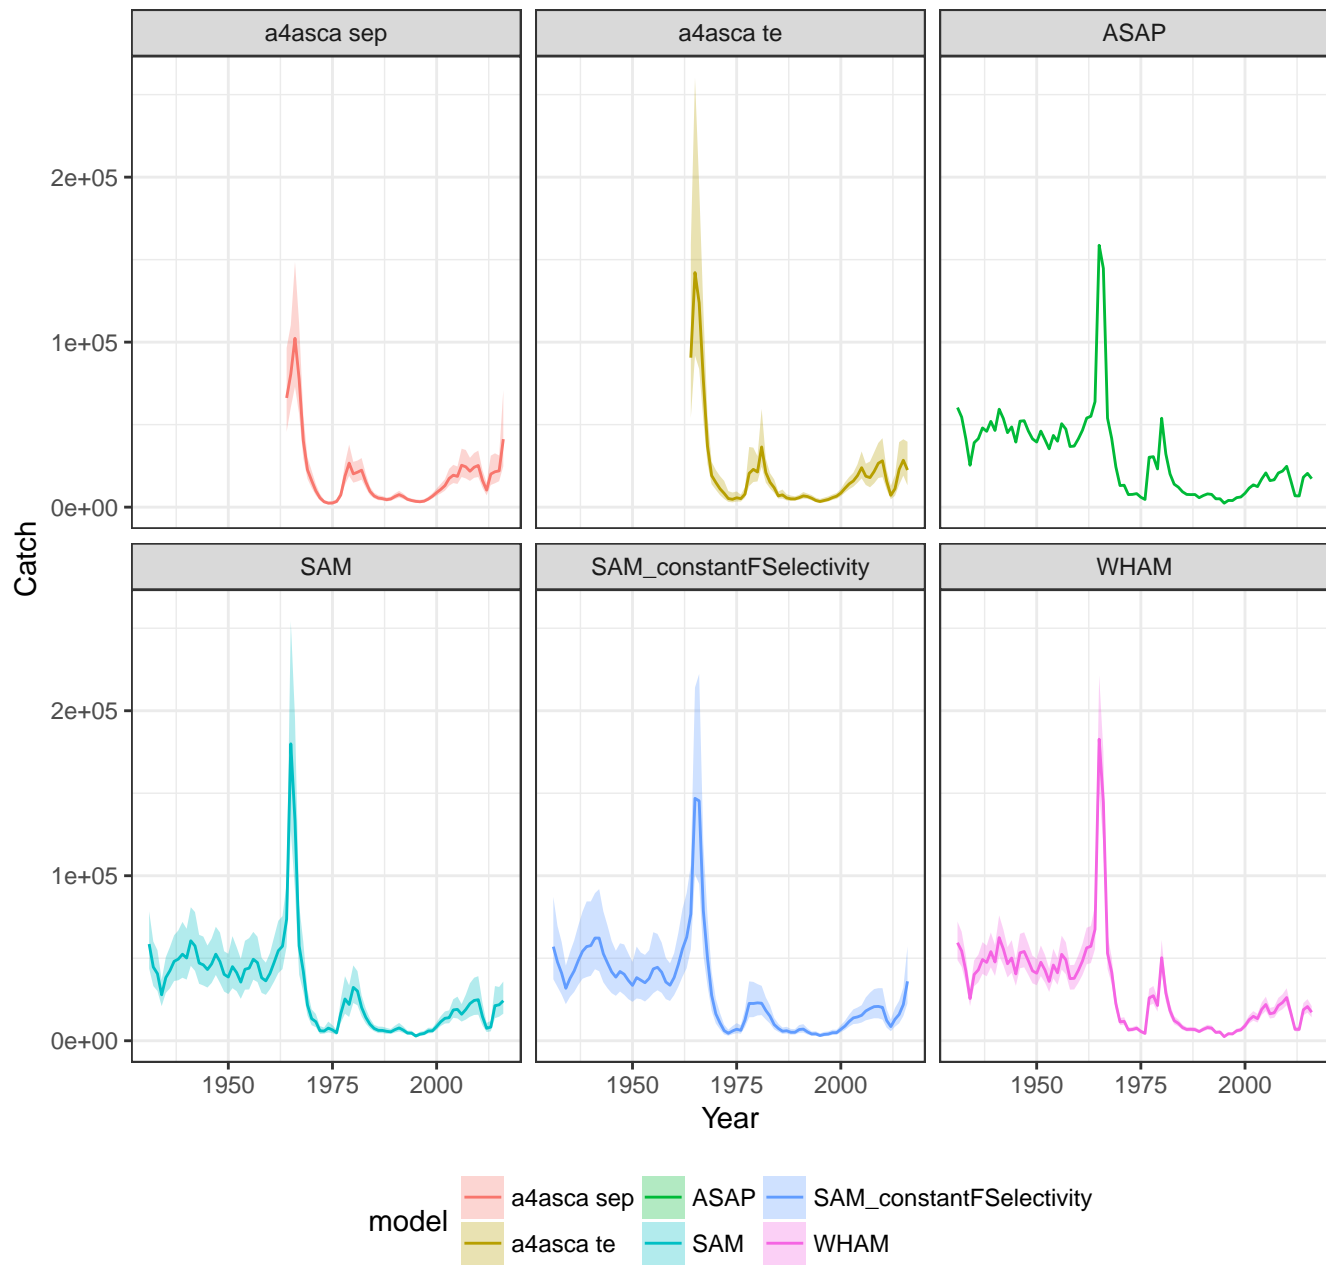 a4asca sep
a4asca te
ASAP
2e+05
1e+05
0e+00
SAM
SAM_constantFSelectivity
WHAM
2e+05
1e+05
0e+00
Catch
1950
1975
2000
1950
1975
2000
1950
1975
2000
Year
model
a4asca sep
ASAP
SAM_constantFSelectivity
a4asca te
SAM
WHAM